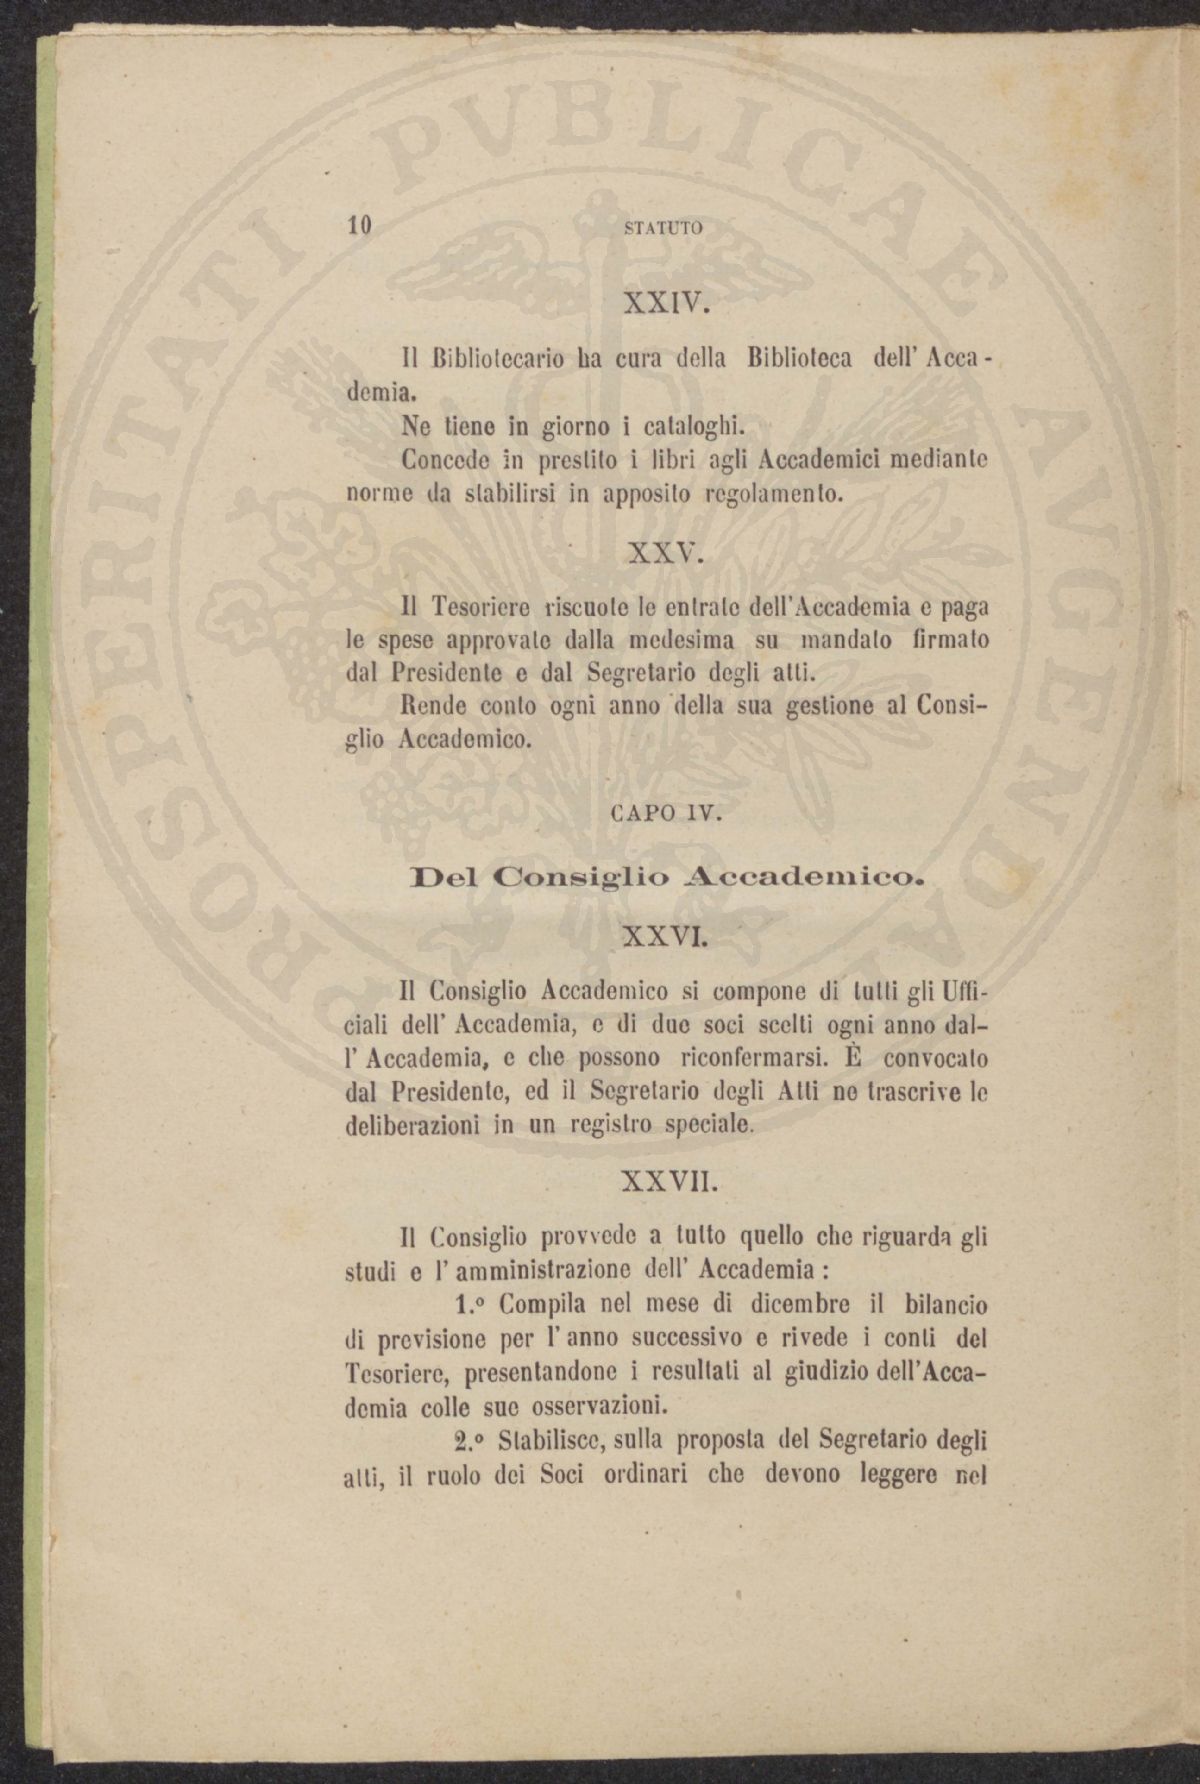 PROSPERITATI PVBLICAE AVGENDAE
10 STATUTO
XXIV.
Il Bibliotecario ha cura della Biblioteca dell' Acca-
demia.
Ne tiene in giorno i cataloghi.
Concede in prestito i libri agli Accademici mediante
norme da stabilirsi in apposito regolamento.
XXV.
Il Tesoriere riscuote le entrate dell'Accademia e paga
le spese approvate dalla medesima su mandato firmato
dal Presidente e dal Segretario degli atti.
Rende conto ogni anno della sua gestione al Consi-
glio Accademico.
CAPO IV.
Del Consiglio Accademico.
XXVI.
Il Consiglio Accademico si compone di tutti gli Uffi-
ciali dell' Accademia, e di due soci scelti ogni anno dal-
l' Accademia, e che possono riconfermarsi. È convocato
dal Presidente, ed il Segretario degli Atti ne trascrive le
deliberazioni in un registro speciale.
XXVII.
Il Consiglio provvede a tutto quello che riguarda gli
studi e l' amministrazione dell' Accademia :
1.º Compila nel mese di dicembre il bilancio
di previsione per l' anno successivo e rivede i conti del
Tesoriere, presentandone i resultati al giudizio dell'Acca-
demia colle sue osservazioni.
2.º Stabilisce, sulla proposta del Segretario degli
atti, il ruolo dei Soci ordinari che devono leggere nel